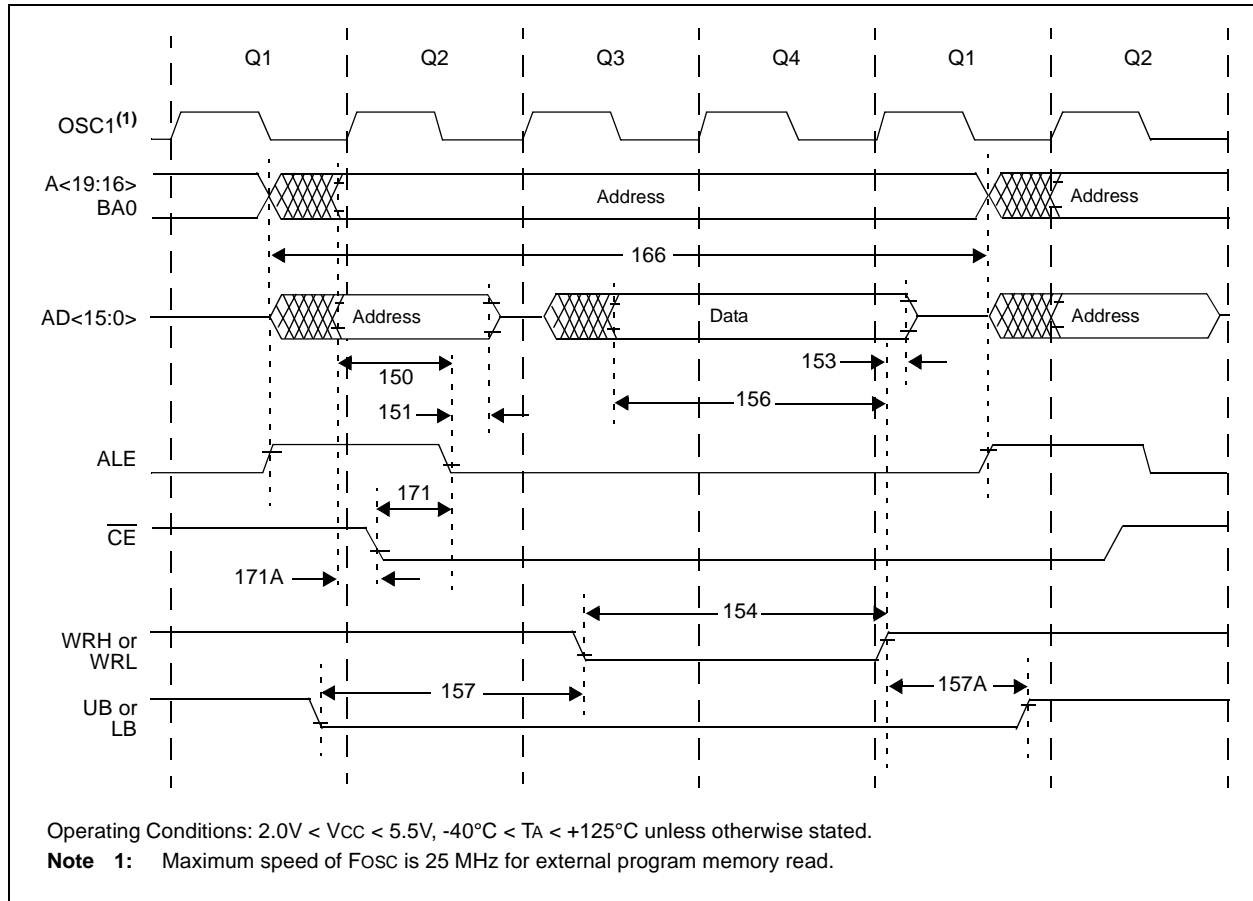 Q1 Q2 Q3 Q4 Q1 Q2
OSC1(1)
A<19:16>
BA0
Address
Address
166
AD<15:0>
Address
Data
Address
150
153
151
156
ALE
171
CE
171A
154
WRH or
WRL
157
157A
UB or
LB
Operating Conditions: 2.0V < VCC < 5.5V, -40°C < TA < +125°C unless otherwise stated.
Note 1: Maximum speed of FOSC is 25 MHz for external program memory read.